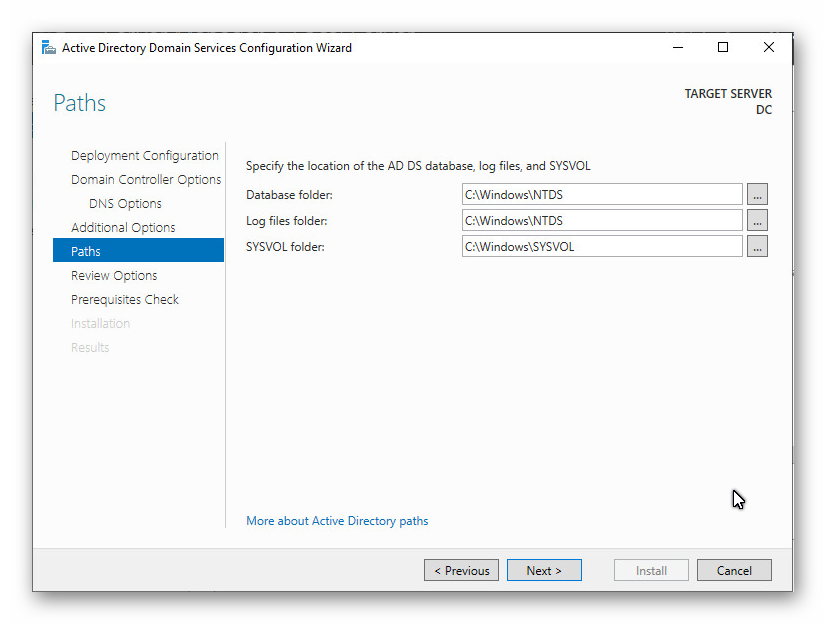 Active Directory Domain Services Configuration Wizard
Paths
TARGET SERVER
DC
Deployment Configuration
Domain Controller Options
DNS Options
Additional Options
Paths
Review Options
Prerequisites Check
Installation
Results
Specify the location of the AD DS database, log files, and SYSVOL
Database folder: C:\Windows\NTDS ...
Log files folder: C:\Windows\NTDS ...
SYSVOL folder: C:\Windows\SYSVOL ...
More about Active Directory paths
< Previous Next > Install Cancel